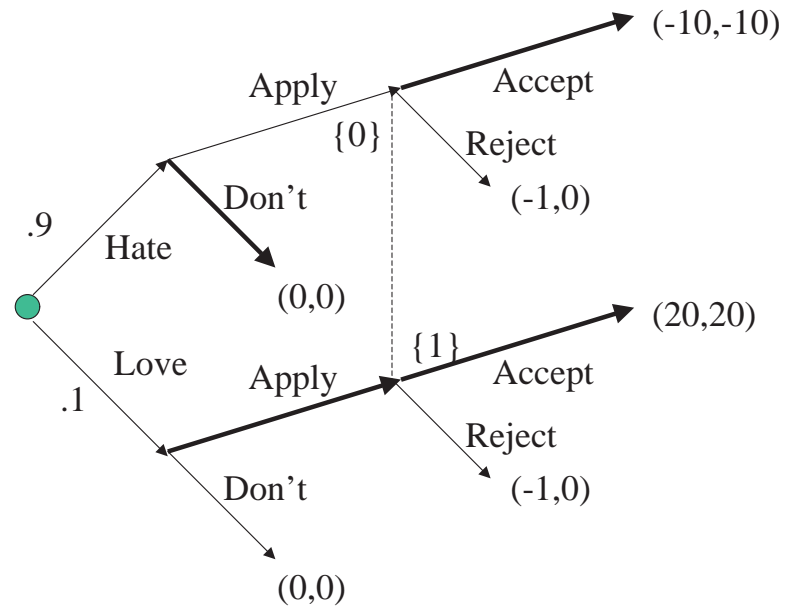 (-10,-10)
Apply
Accept
{0}
Reject
Don't
(-1,0)
.9
Hate
(0,0)
(20,20)
Love
{1}
Apply
Accept
.1
Reject
Don't
(-1,0)
(0,0)